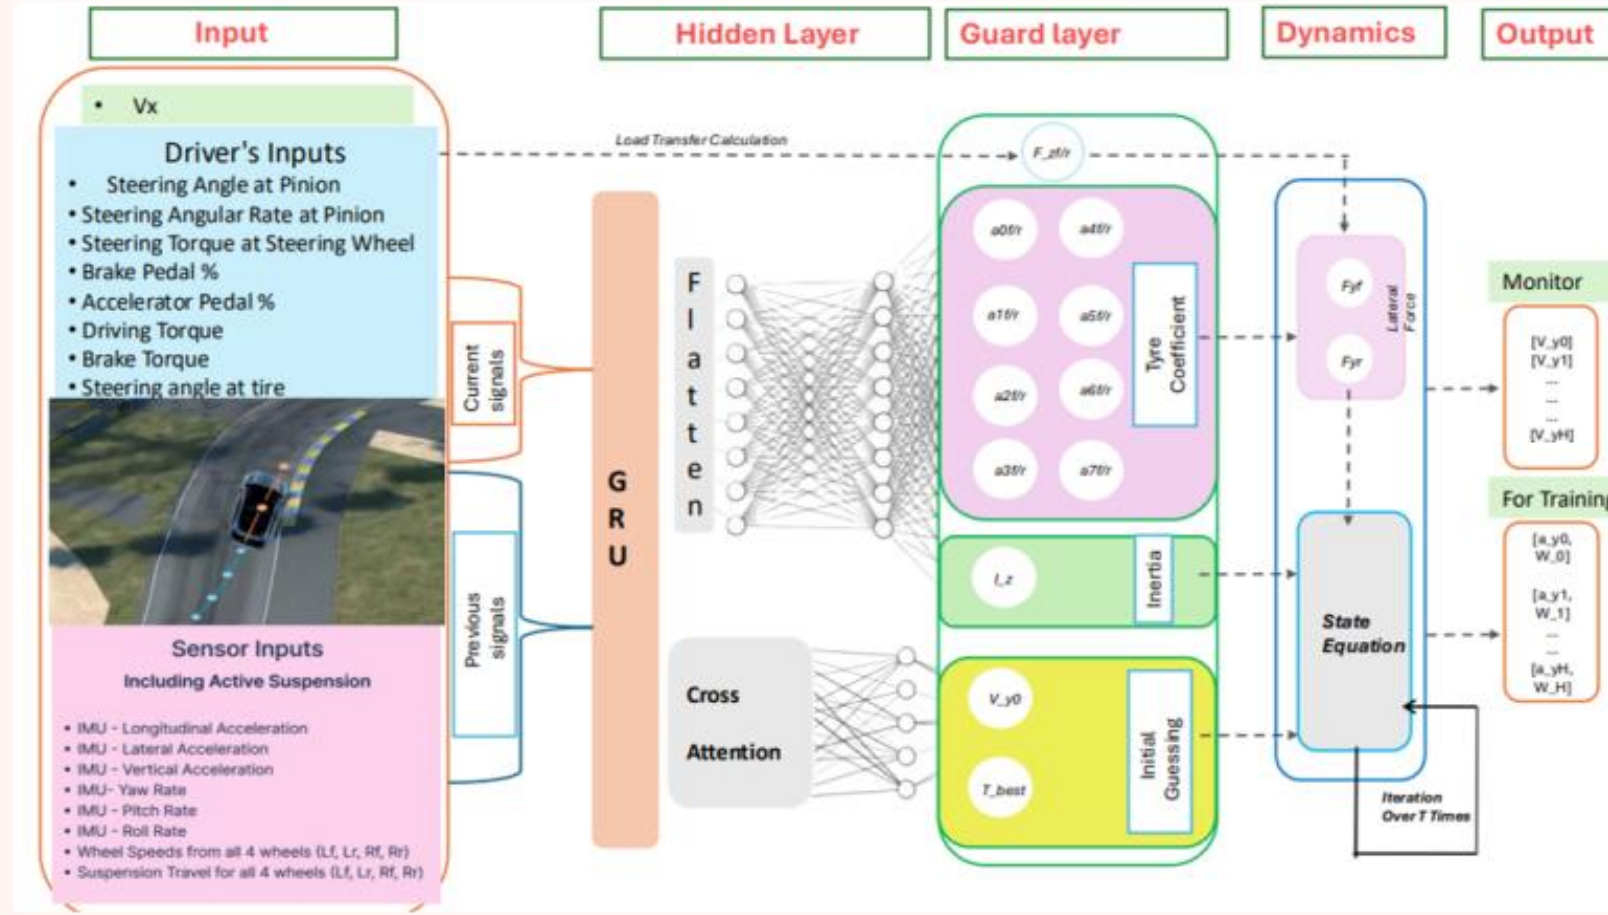 Input
Hidden Layer
Guard layer
Dynamics
Output
• Vx
Driver's Inputs
• Steering Angle at Pinion
• Steering Angular Rate at Pinion
• Steering Torque at Steering Wheel
• Brake Pedal %
• Accelerator Pedal %
• Driving Torque
• Brake Torque
• Steering angle at tire
Sensor Inputs
Including Active Suspension
• IMU - Longitudinal Acceleration
• IMU - Lateral Acceleration
• IMU - Vertical Acceleration
• IMU- Yaw Rate
• IMU - Pitch Rate
• IMU - Roll Rate
• Wheel Speeds from all 4 wheels (Lf, Lr, Rf, Rr)
• Suspension Travel for all 4 wheels (Lf, Lr, Rf, Rr)
Current
signals
Previous
signals
Load Transfer Calculation
GRU
Flatten
Cross
Attention
F_zf/r
a0f/r
a4f/r
a1f/r
a5f/r
a2f/r
a6f/r
a3f/r
a7f/r
Tyre
Coefficient
I_z
Inertia
V_y0
T_best
Initial
Guessing
Fyf
Fyr
Lateral
Force
State
Equation
Iteration
Over T Times
Monitor
[V_y0]
[V_y1]
...
...
...
[V_yH]
For Training
[a_y0,
W_0]
[a_y1,
W_1]
...
...
[a_yH,
W_H]